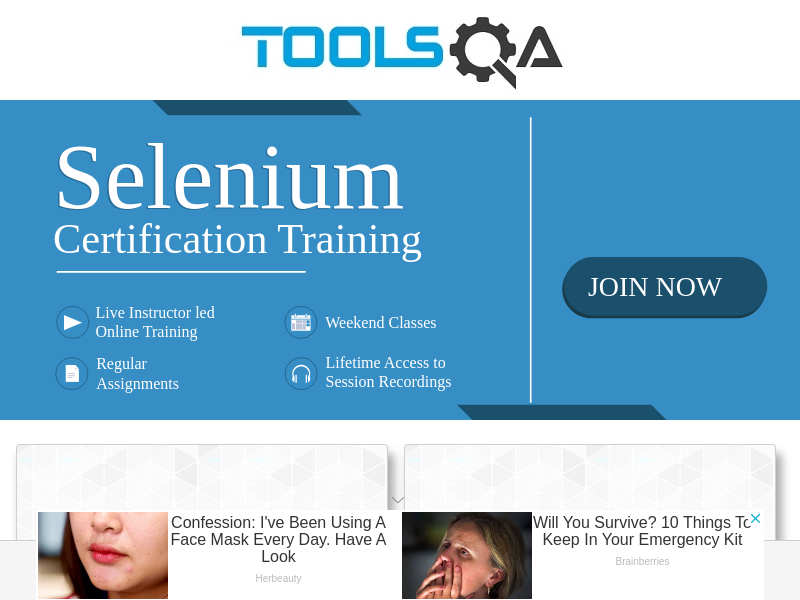 TOOLSQA
Selenium
Certification Training
Live Instructor led
Online Training
Weekend Classes
Regular
Assignments
Lifetime Access to
Session Recordings
JOIN NOW
Confession: I've Been Using A
Face Mask Every Day. Have A
Look
Herbeauty
Will You Survive? 10 Things To
Keep In Your Emergency Kit
Brainberries